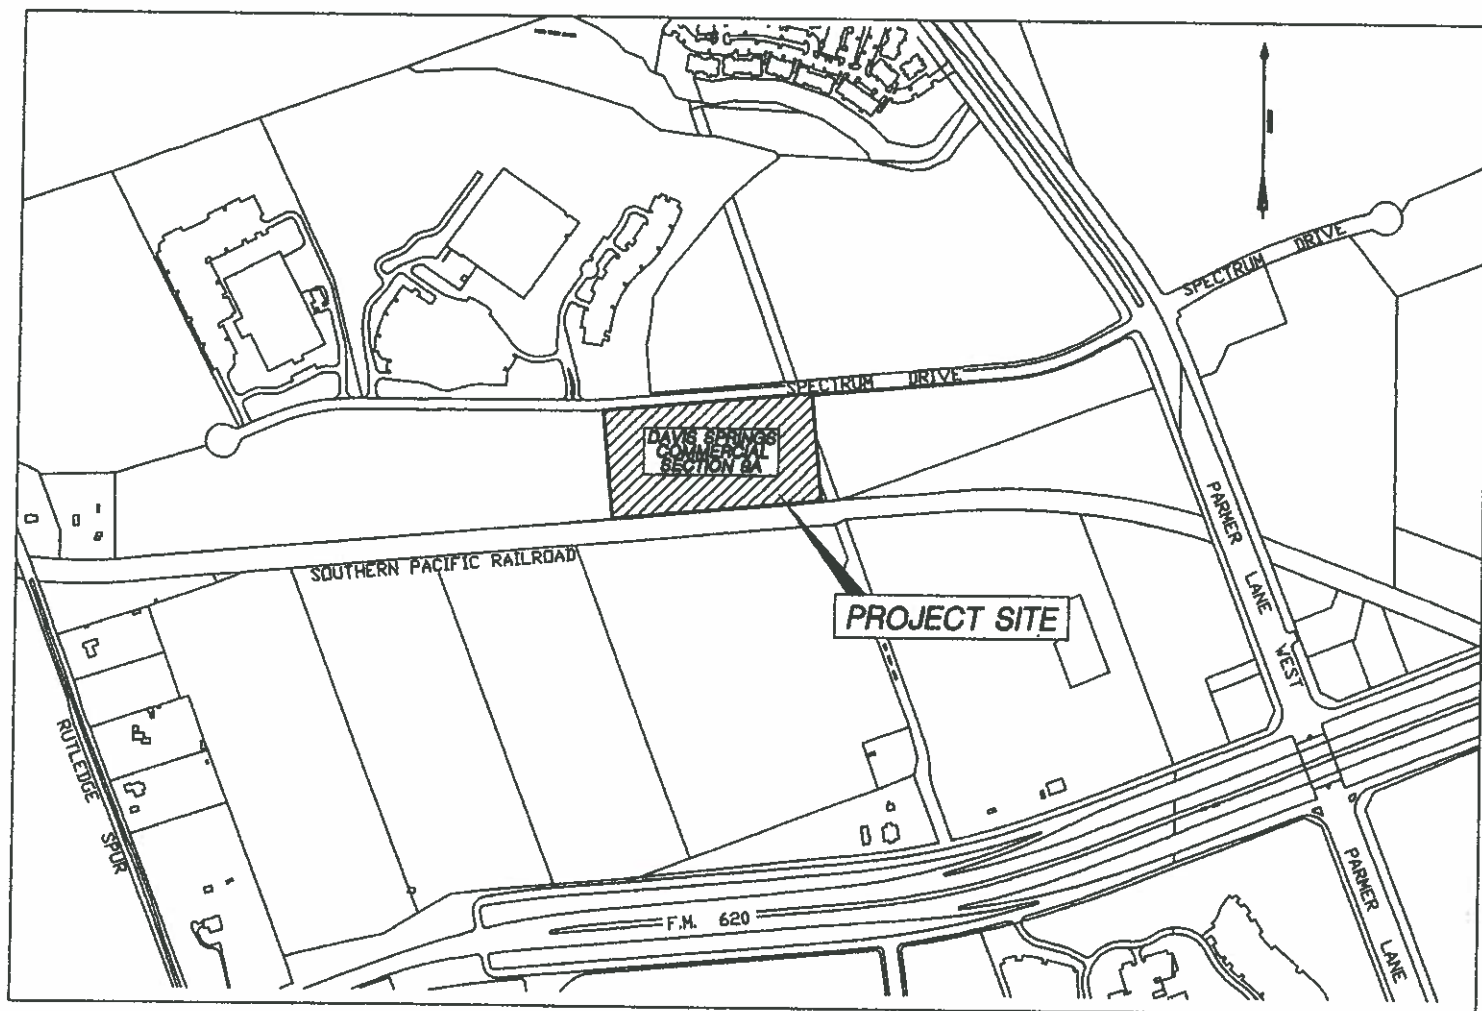 SPECTRUM DRIVE
SPECTRUM DRIVE
DAVIS SPRINGS
COMMERCIAL
SECTION 8A
SOUTHERN PACIFIC RAILROAD
PROJECT SITE
PARMER LANE WEST
RUTLEDGE SPUR
F.M. 620
PARMER LANE